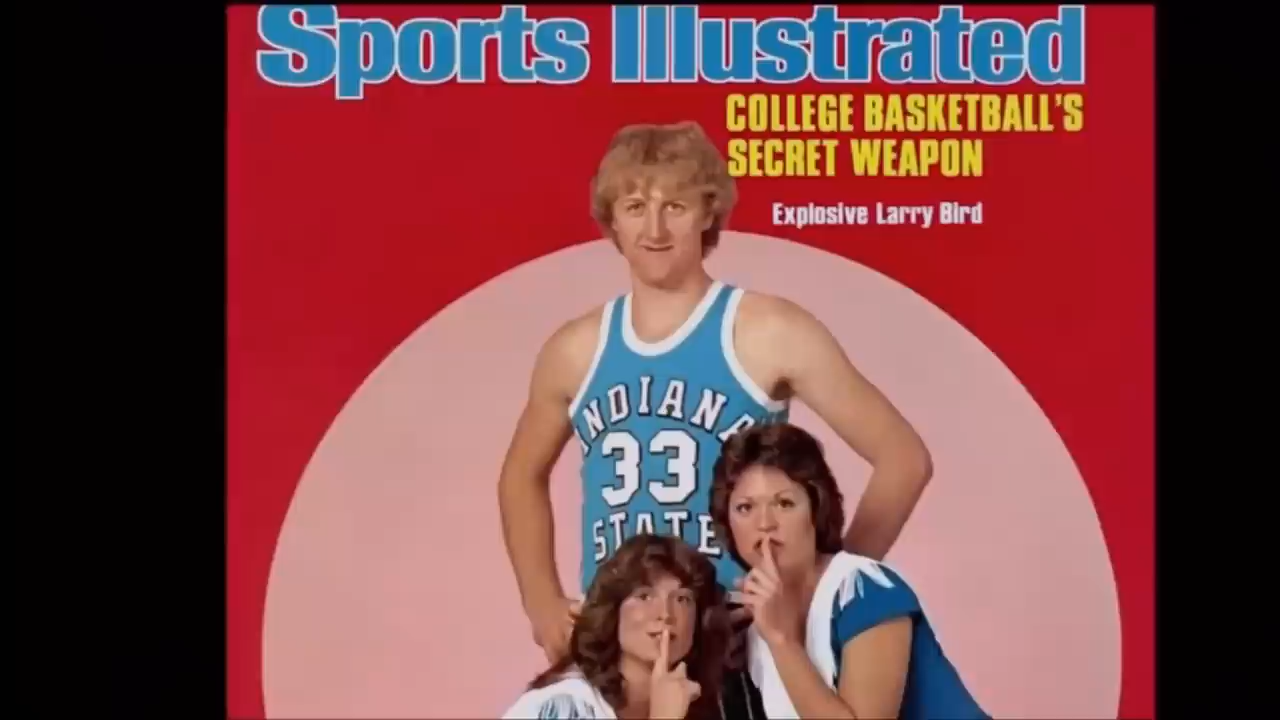 Sports Illustrated
COLLEGE BASKETBALL'S
SECRET WEAPON
Explosive Larry Bird
INDIANA
33
STATE